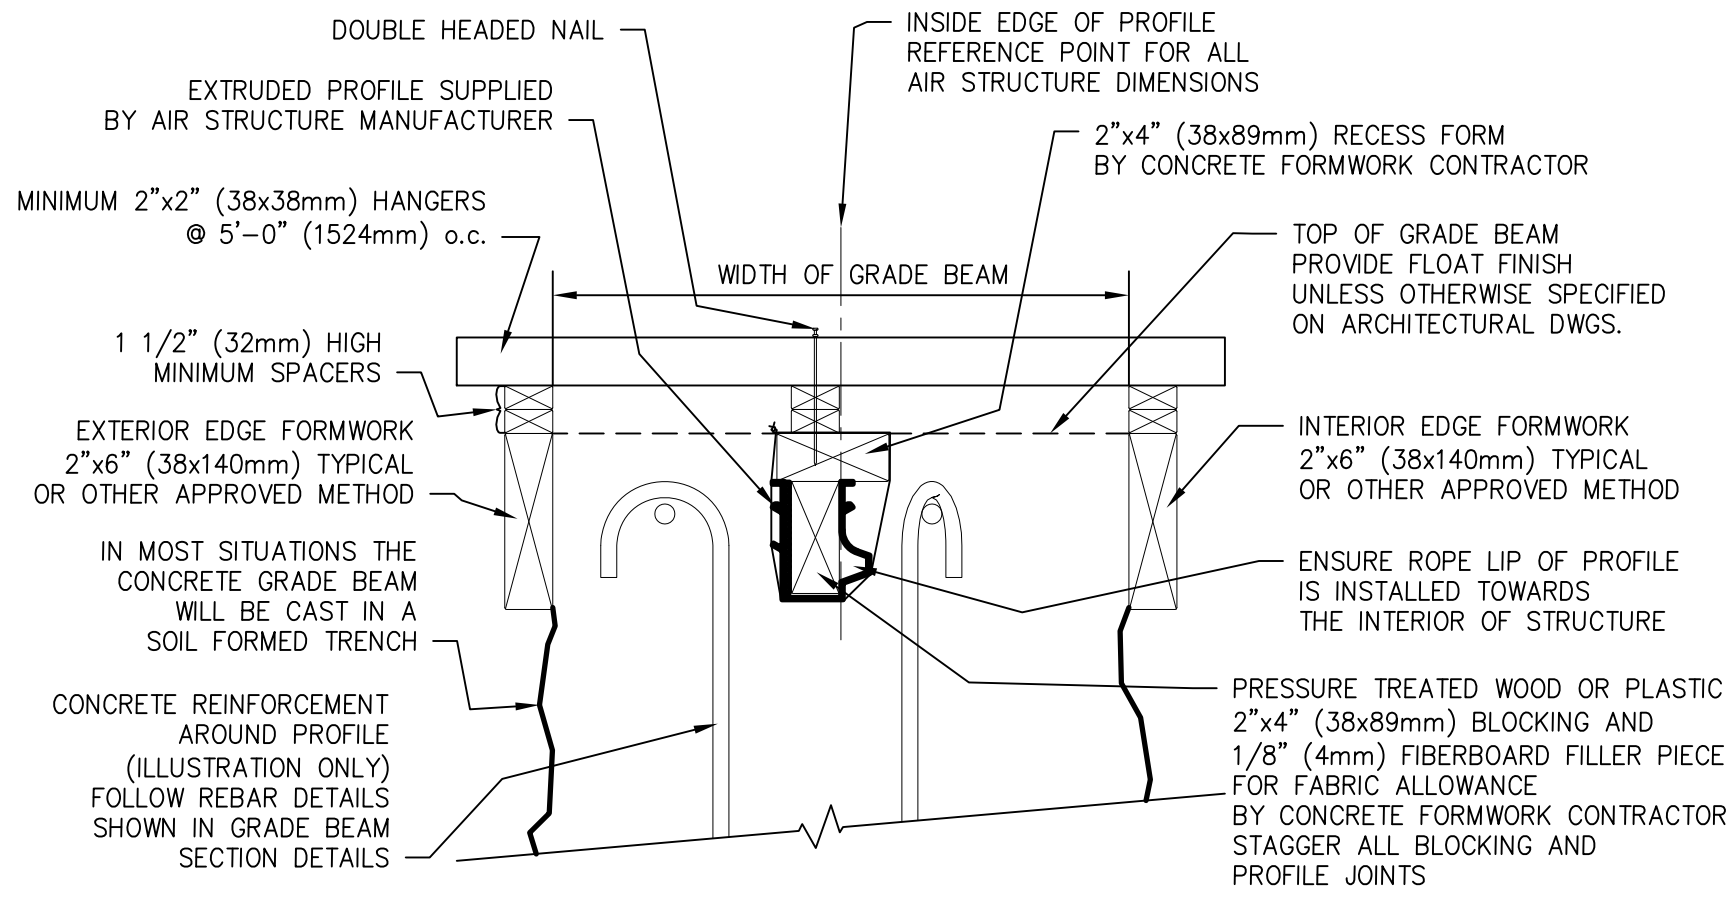 DOUBLE HEADED NAIL
EXTRUDED PROFILE SUPPLIED
BY AIR STRUCTURE MANUFACTURER
MINIMUM 2"x2" (38x38mm) HANGERS
@ 5'-0" (1524mm) o.c.
1 1/2" (32mm) HIGH
MINIMUM SPACERS
EXTERIOR EDGE FORMWORK
2"x6" (38x140mm) TYPICAL
OR OTHER APPROVED METHOD
IN MOST SITUATIONS THE
CONCRETE GRADE BEAM
WILL BE CAST IN A
SOIL FORMED TRENCH
CONCRETE REINFORCEMENT
AROUND PROFILE
(ILLUSTRATION ONLY)
FOLLOW REBAR DETAILS
SHOWN IN GRADE BEAM
SECTION DETAILS
WIDTH OF GRADE BEAM
INSIDE EDGE OF PROFILE
REFERENCE POINT FOR ALL
AIR STRUCTURE DIMENSIONS
2"x4" (38x89mm) RECESS FORM
BY CONCRETE FORMWORK CONTRACTOR
TOP OF GRADE BEAM
PROVIDE FLOAT FINISH
UNLESS OTHERWISE SPECIFIED
ON ARCHITECTURAL DWGS.
INTERIOR EDGE FORMWORK
2"x6" (38x140mm) TYPICAL
OR OTHER APPROVED METHOD
ENSURE ROPE LIP OF PROFILE
IS INSTALLED TOWARDS
THE INTERIOR OF STRUCTURE
PRESSURE TREATED WOOD OR PLASTIC
2"x4" (38x89mm) BLOCKING AND
1/8" (4mm) FIBERBOARD FILLER PIECE
FOR FABRIC ALLOWANCE
BY CONCRETE FORMWORK CONTRACTOR
STAGGER ALL BLOCKING AND
PROFILE JOINTS